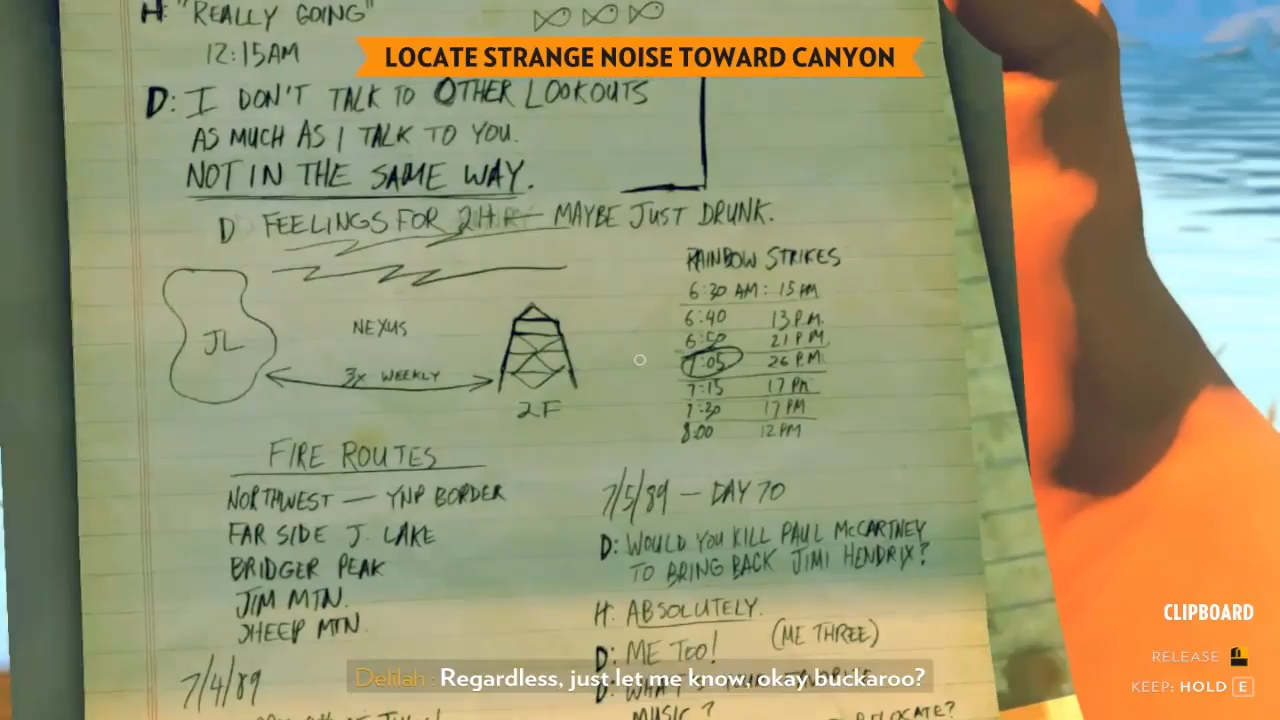 H: "REALLY GOING"
12:15AM
LOCATE STRANGE NOISE TOWARD CANYON
D: I DON'T TALK TO OTHER LOOKOUTS
AS MUCH AS I TALK TO YOU.
NOT IN THE SAME WAY.
D FEELINGS FOR MAYBE JUST DRUNK.
RAINBOW STRIKES
6:30 AM: 15 PM
6:40 13 P.M.
6:50 21 P M
7:05 26 P.M.
7:15 17 PM
7:30 17 PM
8:00 12 PM
JL
NEXUS
3x WEEKLY
2F
FIRE ROUTES
NORTHWEST — YNP BORDER
FAR SIDE J. LAKE
BRIDGER PEAK
JIM MTN.
SHEEP MTN.
7/4/89
7/5/89 — DAY 70
D: WOULD YOU KILL PAUL McCARTNEY
TO BRING BACK JIMI HENDRIX?
H: ABSOLUTELY.
D: ME TOO! (ME THREE)
Delilah : Regardless, just let me know, okay buckaroo?
MUSIC?
CLIPBOARD
RELEASE
KEEP: HOLD E